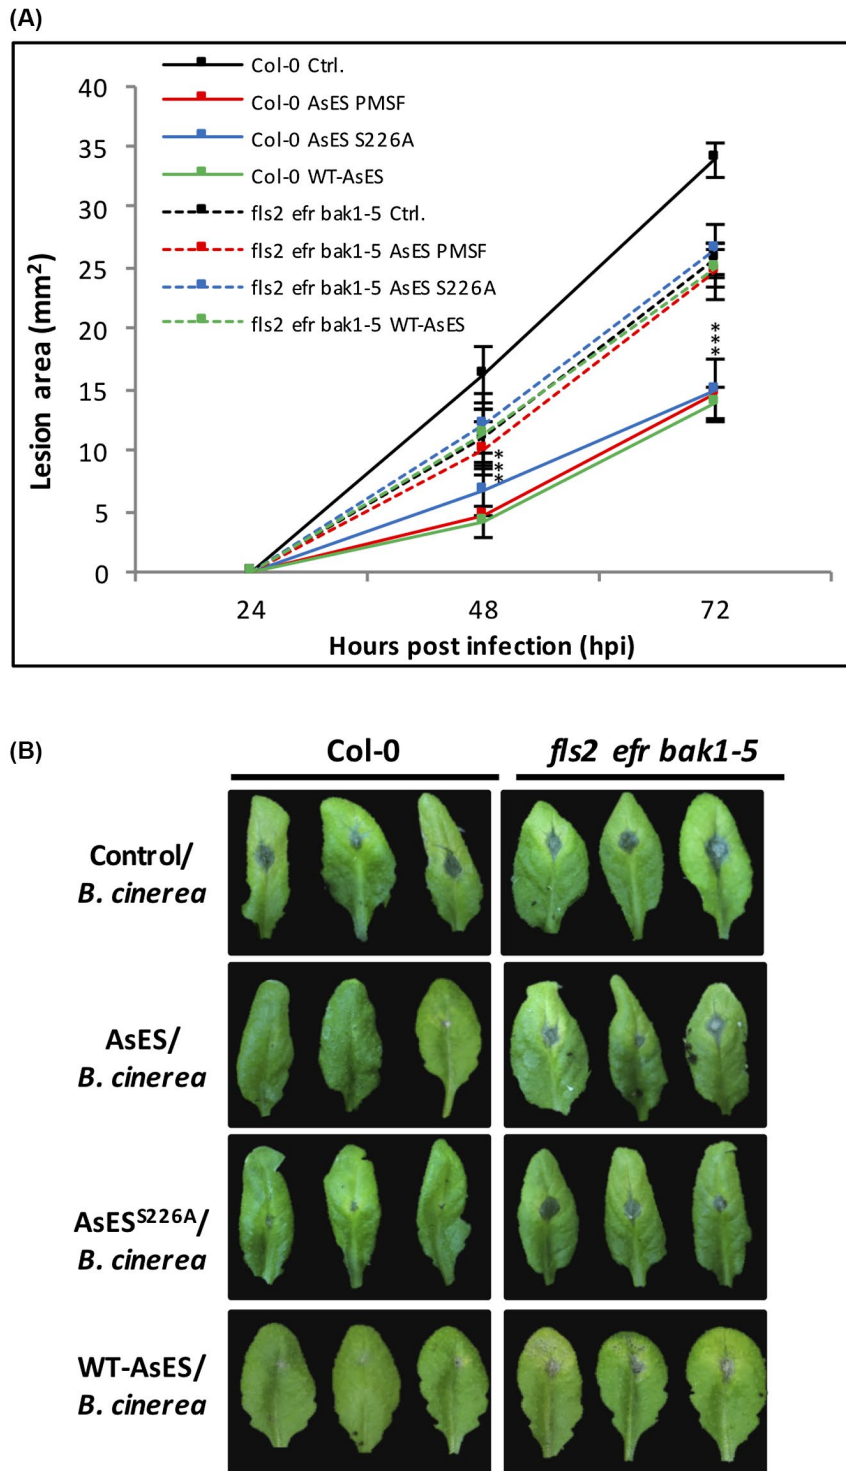 (A)
Col-0 Ctrl.
Col-0 AsES PMSF
Col-0 AsES S226A
Col-0 WT-AsES
fls2 efr bak1-5 Ctrl.
fls2 efr bak1-5 AsES PMSF
fls2 efr bak1-5 AsES S226A
fls2 efr bak1-5 WT-AsES
40
35
30
25
20
15
10
5
0
Lesion area (mm²)
***
***
24 48 72
Hours post infection (hpi)
(B)
Col-0 fls2 efr bak1-5
Control/
B. cinerea
AsES/
B. cinerea
AsES^S226A/
B. cinerea
WT-AsES/
B. cinerea